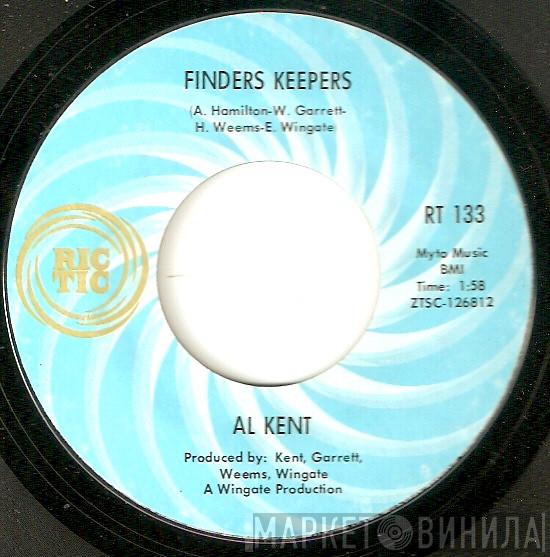 FINDERS KEEPERS
(A. Hamilton-W. Garrett-
H. Weems-E. Wingate)
RIC
TIC
RT 133
Myto Music
BMI
Time: 1:58
ZTSC-126812
AL KENT
Produced by: Kent, Garrett,
Weems, Wingate
A Wingate Production
МАРКЕТ ВИНИЛА